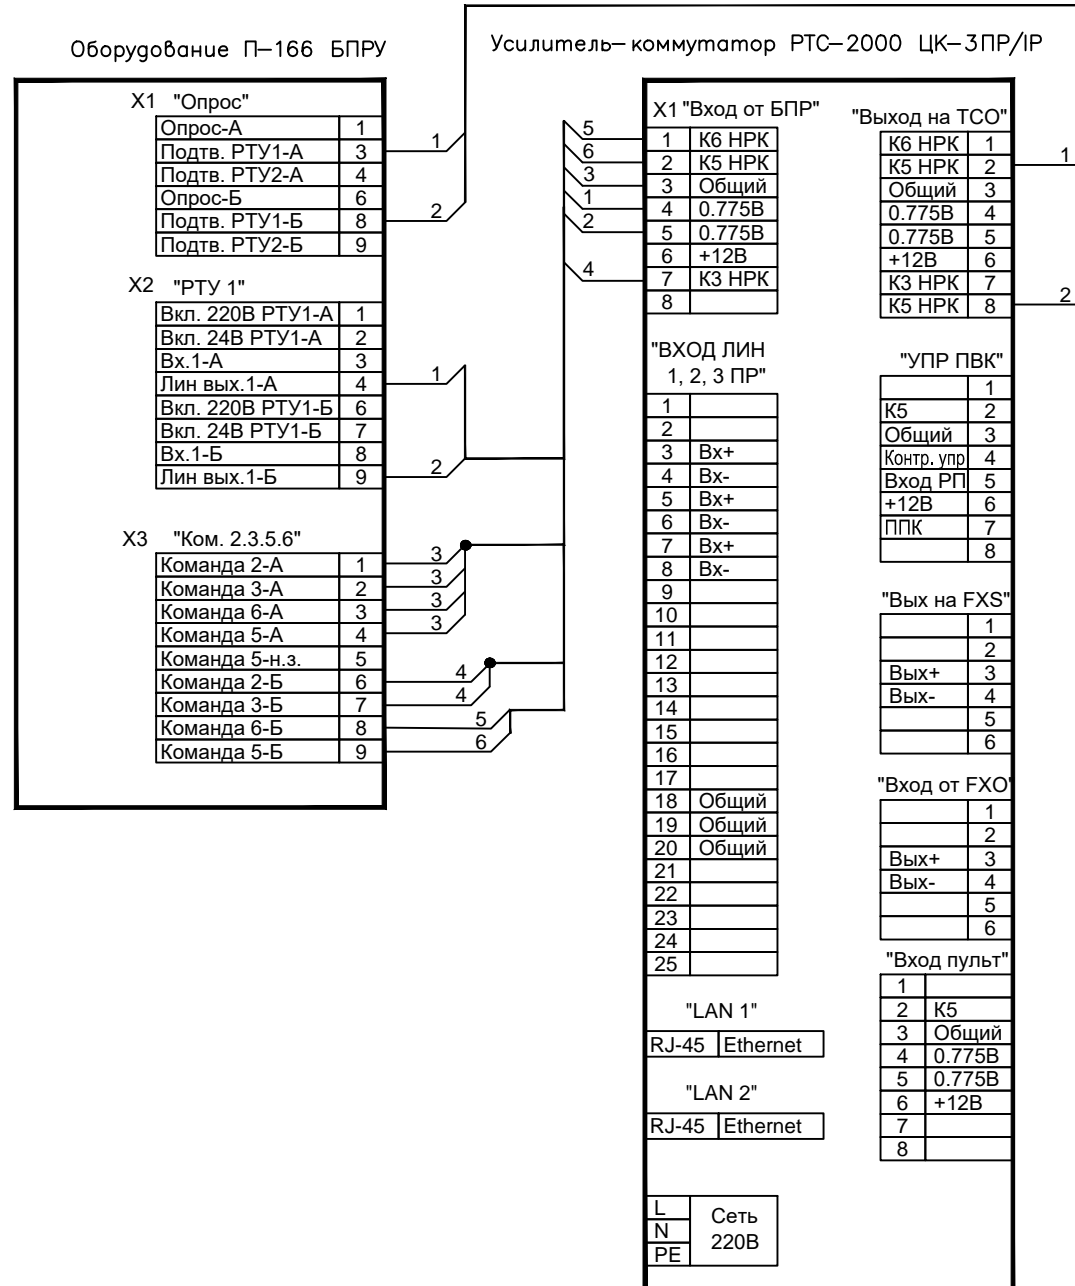 Оборудование П-166 БПРУ
X1 "Опрос"
Опрос-А 1
Подтв. РТУ1-А 3
Подтв. РТУ2-А 4
Опрос-Б 6
Подтв. РТУ1-Б 8
Подтв. РТУ2-Б 9
1
2
X2 "РТУ 1"
Вкл. 220В РТУ1-А 1
Вкл. 24В РТУ1-А 2
Вх.1-А 3
Лин вых.1-А 4
Вкл. 220В РТУ1-Б 6
Вкл. 24В РТУ1-Б 7
Вх.1-Б 8
Лин вых.1-Б 9
1
2
X3 "Ком. 2.3.5.6"
Команда 2-А 1
Команда 3-А 2
Команда 6-А 3
Команда 5-А 4
Команда 5-н.з. 5
Команда 2-Б 6
Команда 3-Б 7
Команда 6-Б 8
Команда 5-Б 9
3
3
3
3
4
4
5
6
Усилитель-коммутатор РТС-2000 ЦК-3ПР/IP
X1 "Вход от БПР"
1 К6 НРК
2 К5 НРК
3 Общий
4 0.775В
5 0.775В
6 +12В
7 К3 НРК
8
5
6
3
1
2
4
"ВХОД ЛИН
1, 2, 3 ПР"
1
2
3 Вх+
4 Вх-
5 Вх+
6 Вх-
7 Вх+
8 Вх-
9
10
11
12
13
14
15
16
17
18 Общий
19 Общий
20 Общий
21
22
23
24
25
"LAN 1"
RJ-45 Ethernet
"LAN 2"
RJ-45 Ethernet
L
N
PE
Сеть
220В
"Выход на ТСО"
К6 НРК 1
К5 НРК 2
Общий 3
0.775В 4
0.775В 5
+12В 6
К3 НРК 7
К5 НРК 8
1
2
"УПР ПВК"
1
К5 2
Общий 3
Контр. упр 4
Вход РП 5
+12В 6
ППК 7
8
"Вых на FXS"
1
2
Вых+ 3
Вых- 4
5
6
"Вход от FXO"
1
2
Вых+ 3
Вых- 4
5
6
"Вход пульт"
1
2 К5
3 Общий
4 0.775В
5 0.775В
6 +12В
7
8